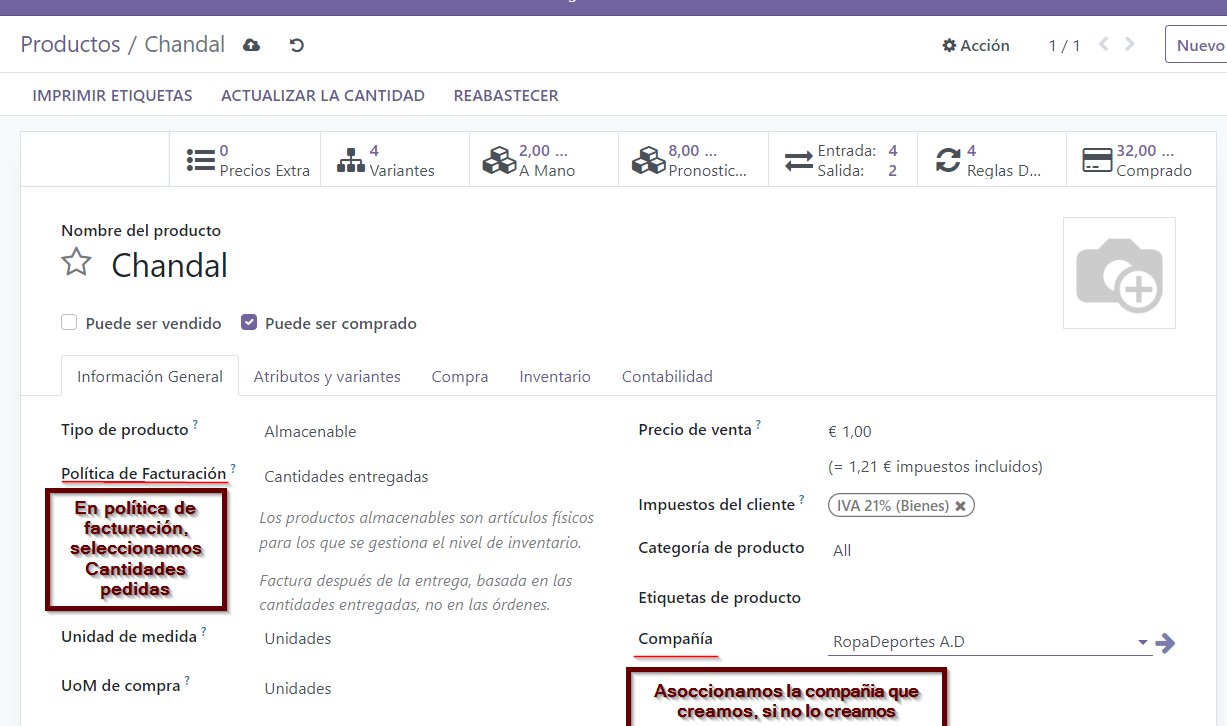 Productos / Chandal
Acción
1 / 1
Nuevo
IMPRIMIR ETIQUETAS
ACTUALIZAR LA CANTIDAD
REABASTECER
0
Precios Extra
4
Variantes
2,00 ...
A Mano
8,00 ...
Pronostic...
Entrada: 4
Salida: 2
4
Reglas D...
32,00 ...
Comprado
Nombre del producto
Chandal
Puede ser vendido
Puede ser comprado
Información General
Atributos y variantes
Compra
Inventario
Contabilidad
Tipo de producto ?
Almacenable
Política de Facturación ?
Cantidades entregadas
En política de
facturación,
seleccionamos
Cantidades
pedidas
Los productos almacenables son artículos físicos
para los que se gestiona el nivel de inventario.
Factura después de la entrega, basada en las
cantidades entregadas, no en las órdenes.
Unidad de medida ?
Unidades
UoM de compra ?
Unidades
Precio de venta ?
€ 1,00
(= 1,21 € impuestos incluidos)
Impuestos del cliente ?
IVA 21% (Bienes)
Categoría de producto
All
Etiquetas de producto
Compañía
RopaDeportes A.D
Asoccionamos la compañia que
creamos, si no lo creamos